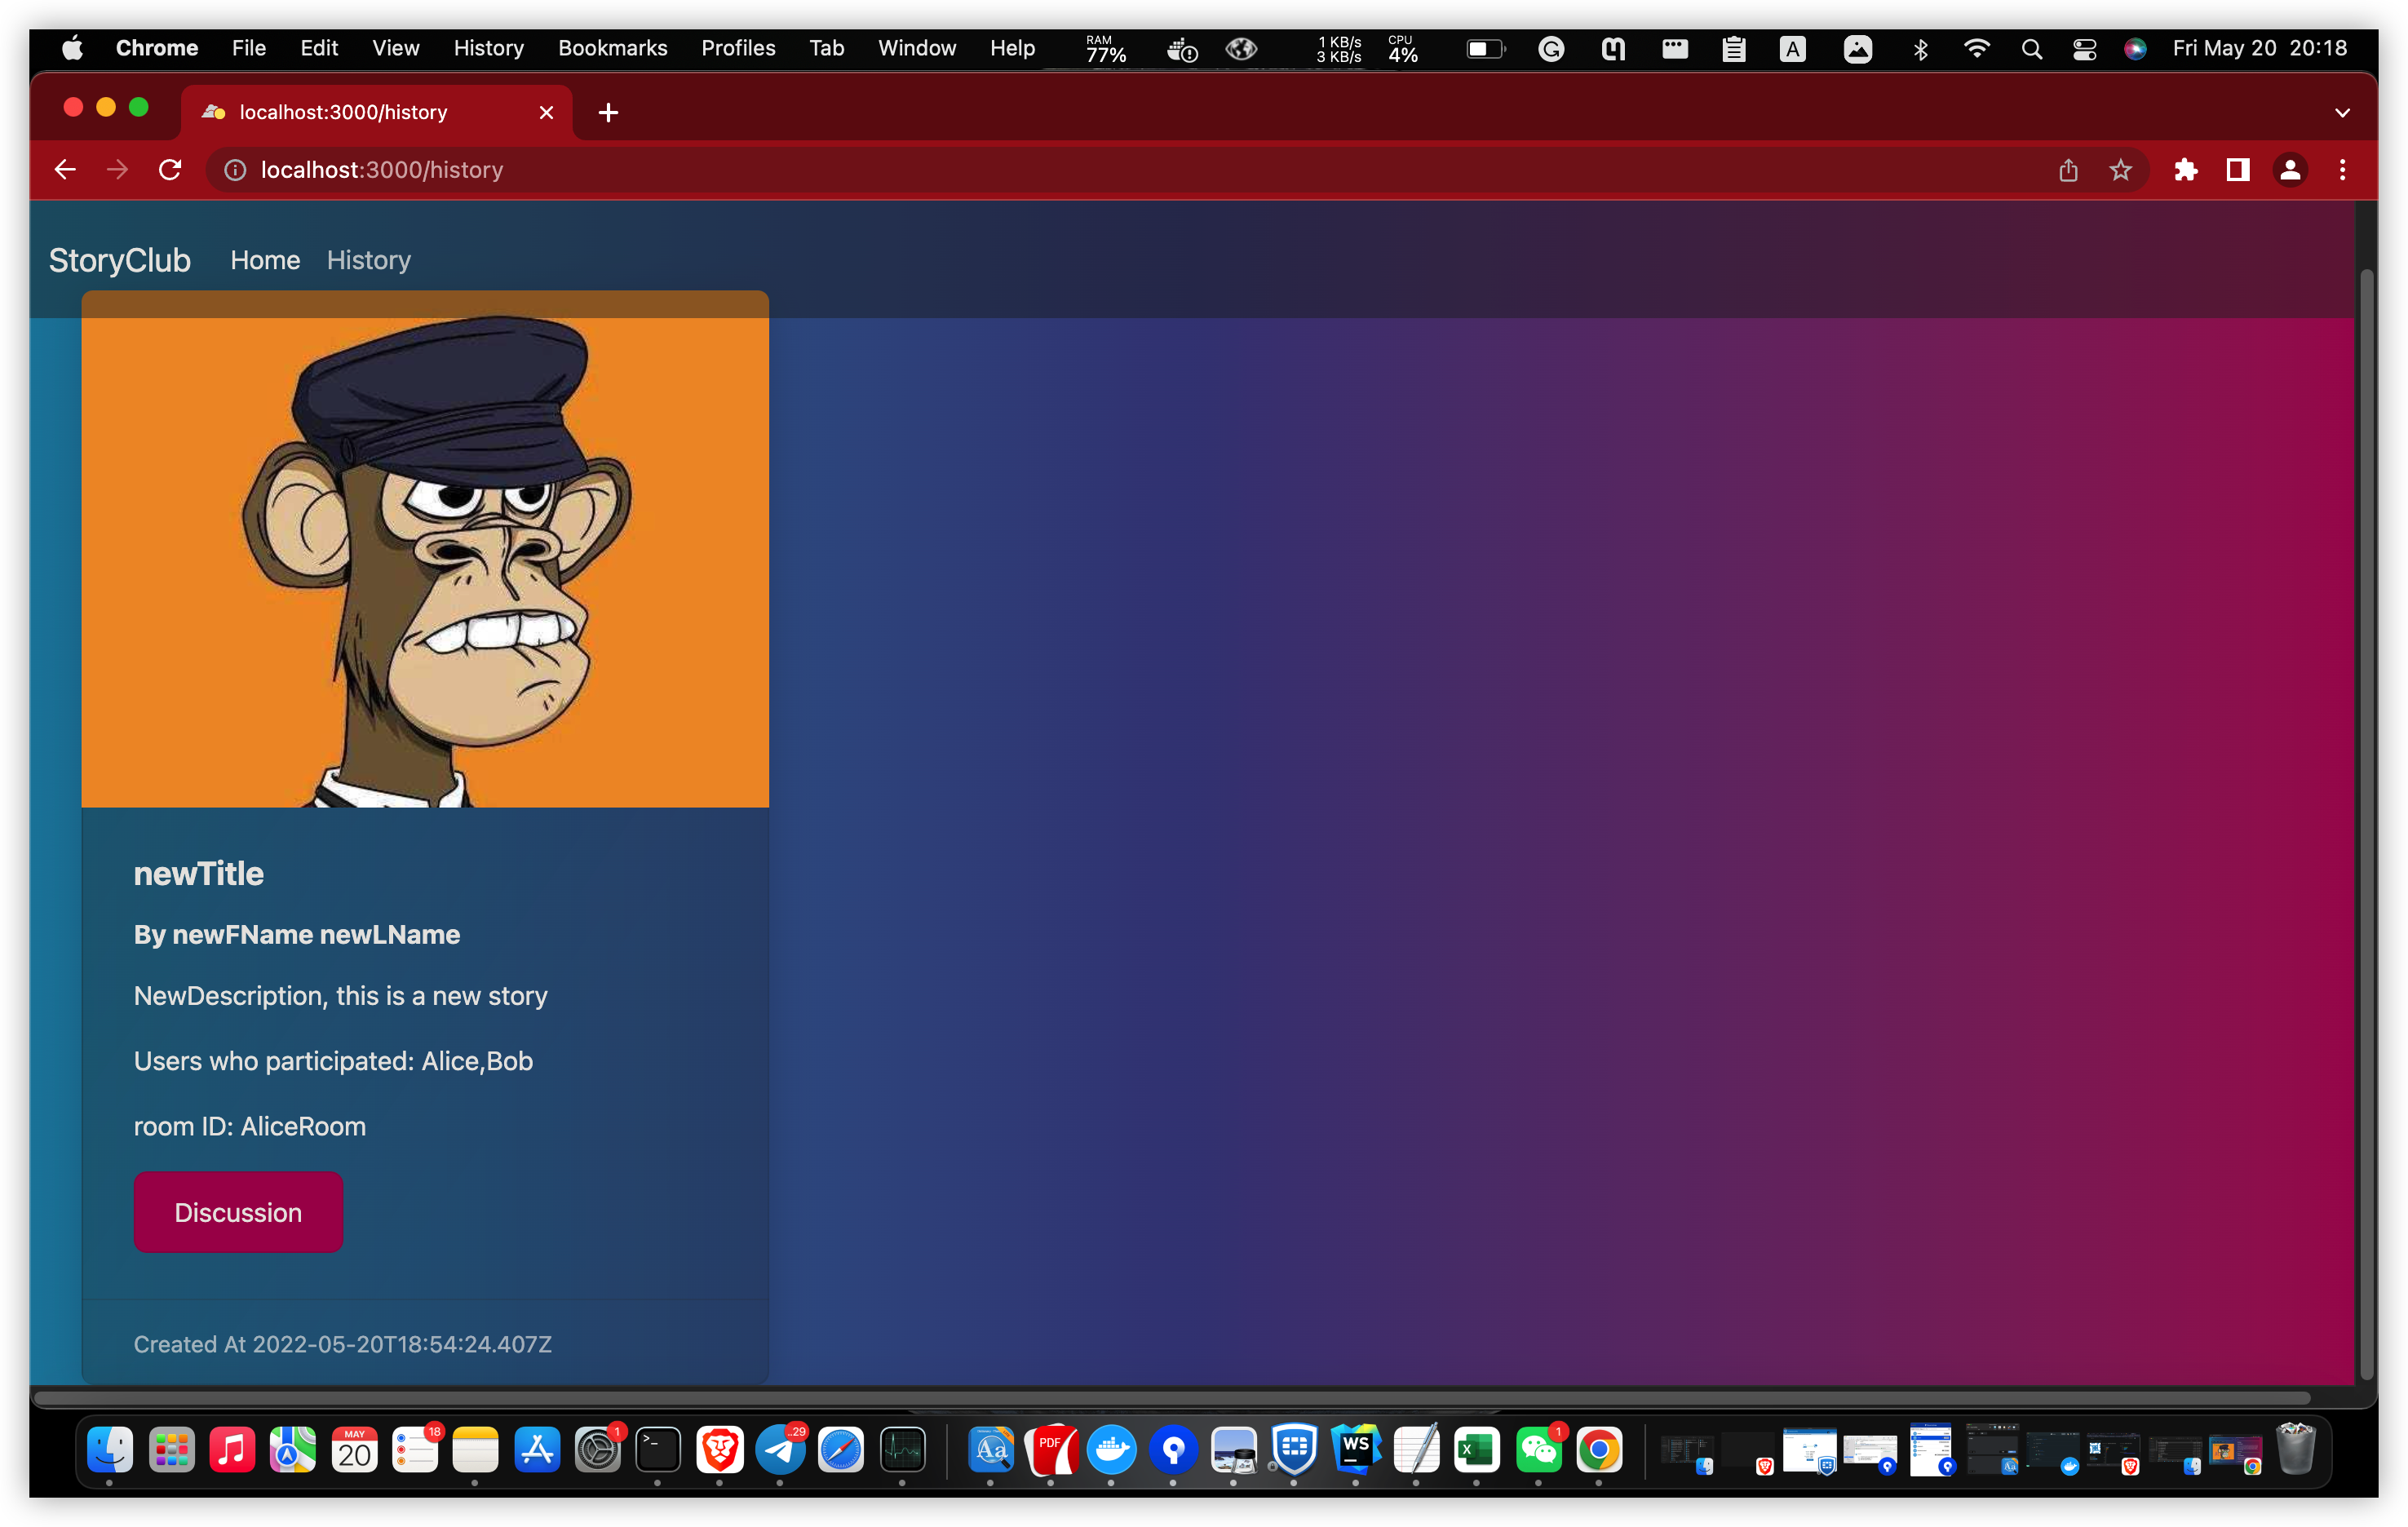 Chrome File Edit View History Bookmarks Profiles Tab Window Help RAM 77% 1 KB/s 3 KB/s CPU 4% A Fri May 20 20:18
localhost:3000/history
localhost:3000/history
StoryClub Home History
newTitle
By newFName newLName
NewDescription, this is a new story
Users who participated: Alice,Bob
room ID: AliceRoom
Discussion
Created At 2022-05-20T18:54:24.407Z
MAY 20 18 1 >_ ..29 Aa PDF WS X 1